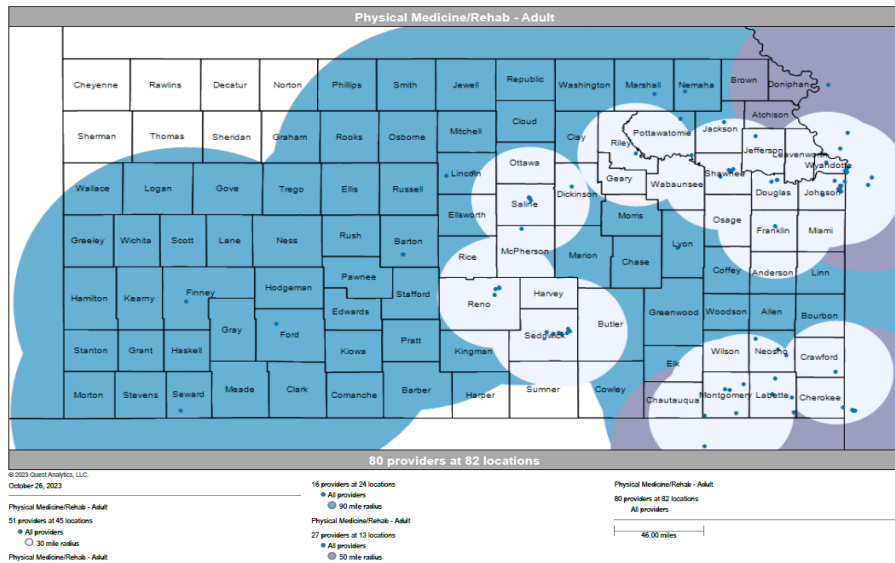 Physical Medicine/Rehab - Adult
Cheyenne Rawlins Decatur Norton Phillips Smith Jewell Republic Washington Marshall Nemaha Brown Doniphan
Sherman Thomas Sheridan Graham Rooks Osborne Mitchell Cloud Clay Riley Pottawatomie Jackson Atchison
Jefferson Leavenworth Wyandotte
Lincoln Ottawa
Wallace Logan Gove Trego Ellis Russell Saline Dickinson Geary Wabaunsee Shawnee Douglas Johnson
Ellsworth Morris Osage Franklin Miami
Greeley Wichita Scott Lane Ness Rush Barton Rice McPherson Marion Chase Lyon Coffey Anderson Linn
Hamilton Kearny Finney Hodgeman Pawnee Stafford Reno Harvey
Gray Ford Edwards Sedgwick Butler Greenwood Woodson Allen Bourbon
Stanton Grant Haskell Kiowa Pratt Kingman Elk Wilson Neosho Crawford
Morton Stevens Seward Meade Clark Comanche Barber Harper Sumner Cowley Chautauqua Montgomery Labette Cherokee
80 providers at 82 locations
© 2023 Quest Analytics, LLC.
October 26, 2023
Physical Medicine/Rehab - Adult
51 providers at 45 locations
All providers
30 mile radius
Physical Medicine/Rehab - Adult
16 providers at 24 locations
All providers
90 mile radius
Physical Medicine/Rehab - Adult
27 providers at 13 locations
All providers
50 mile radius
Physical Medicine/Rehab - Adult
80 providers at 82 locations
All providers
46.00 miles